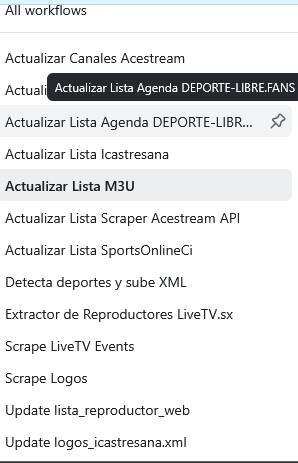 All workflows
Actualizar Canales Acestream
Actuali
Actualizar Lista Agenda DEPORTE-LIBRE.FANS
Actualizar Lista Agenda DEPORTE-LIBR...
Actualizar Lista Icastresana
Actualizar Lista M3U
Actualizar Lista Scraper Acestream API
Actualizar Lista SportsOnlineCi
Detecta deportes y sube XML
Extractor de Reproductores LiveTV.sx
Scrape LiveTV Events
Scrape Logos
Update lista_reproductor_web
Update logos_icastresana.xml